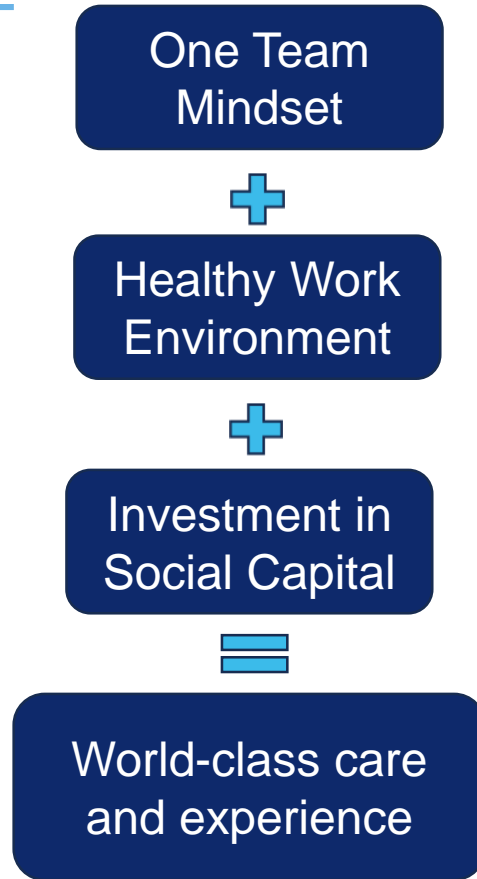 One Team
Mindset
Healthy Work
Environment
Investment in
Social Capital
World-class care
and experience